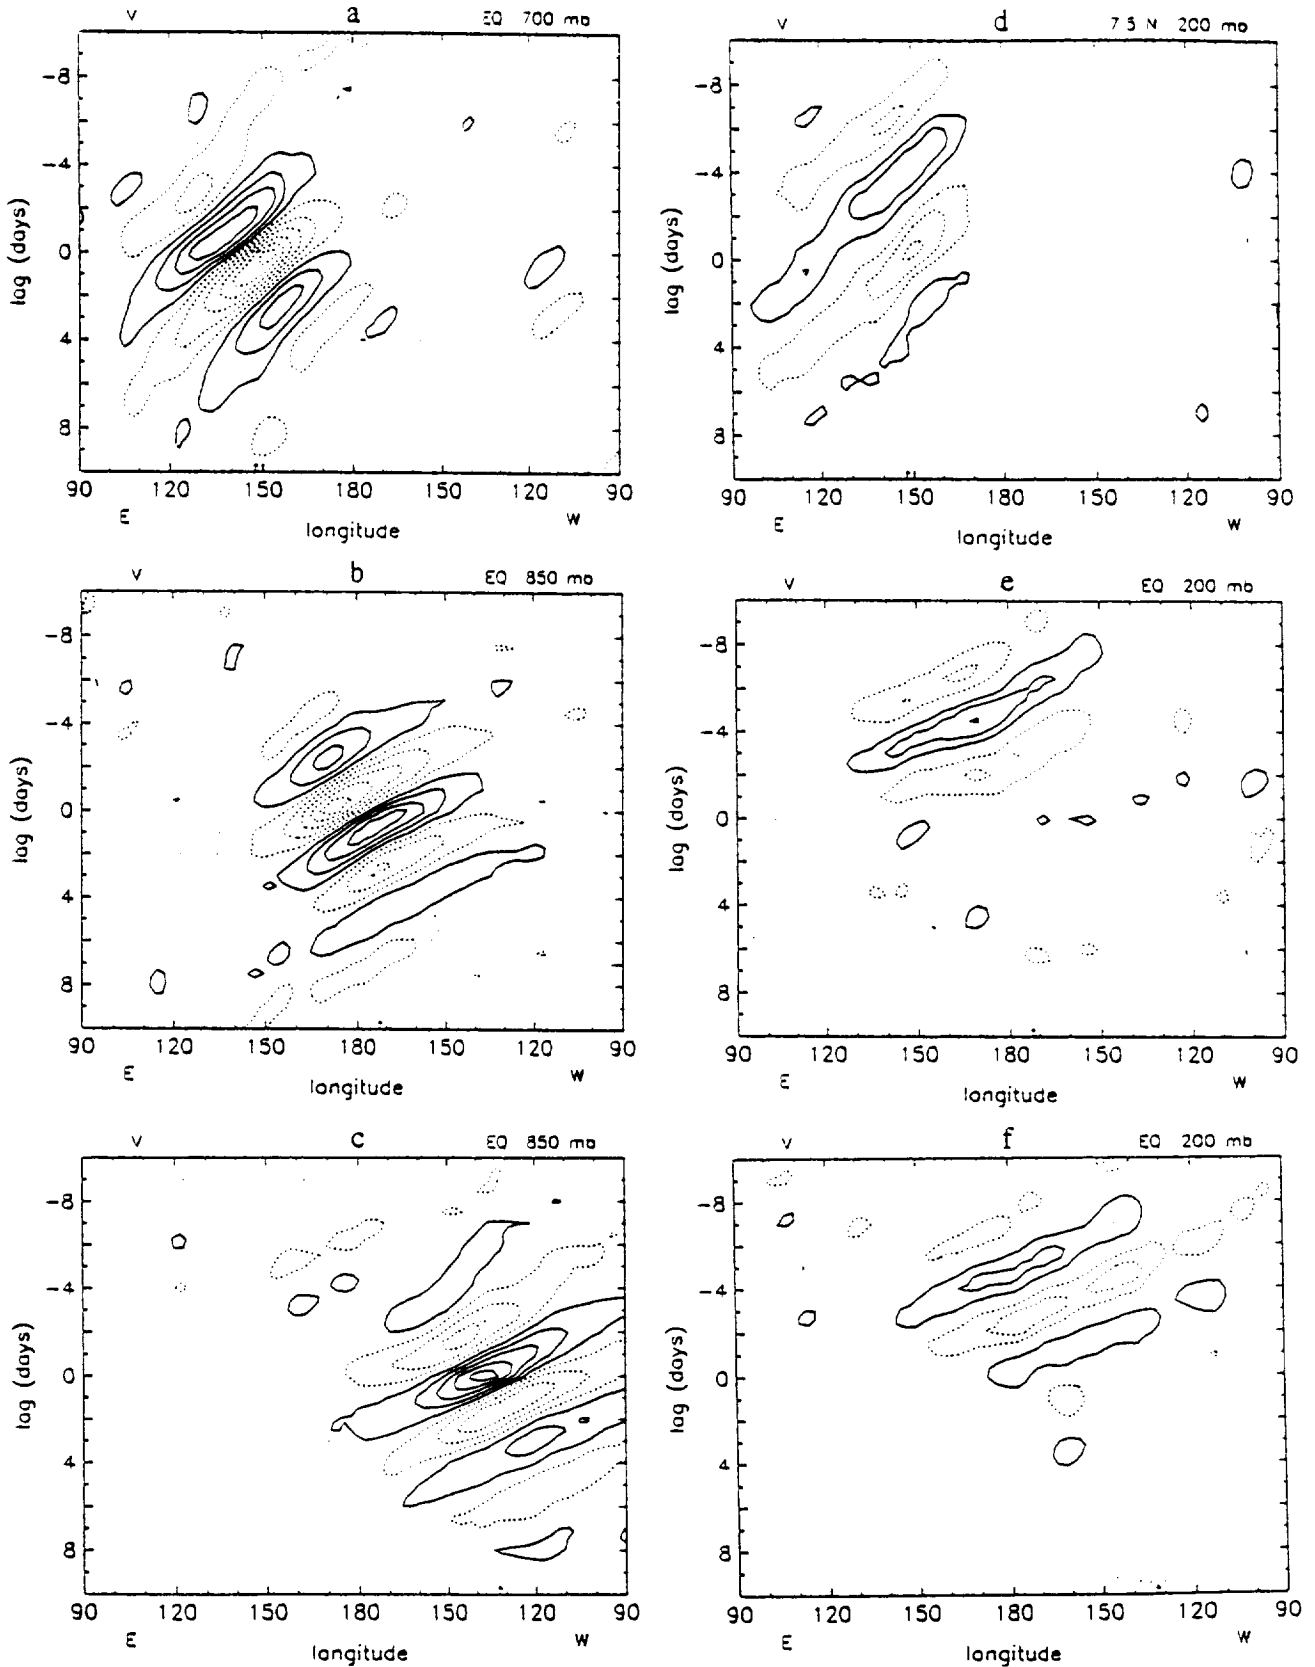 V a EQ 700 mb
-8
-4
0
4
8
lag (days)
90 120 150 180 150 120 90
E longitude W
V b EQ 850 mb
-8
-4
0
4
8
lag (days)
90 120 150 180 150 120 90
E longitude W
V c EQ 850 mb
-8
-4
0
4
8
lag (days)
90 120 150 180 150 120 90
E longitude W
V d 7.5 N 200 mb
-8
-4
0
4
8
lag (days)
90 120 150 180 150 120 90
E longitude W
V e EQ 200 mb
-8
-4
0
4
8
lag (days)
90 120 150 180 150 120 90
E longitude W
V f EQ 200 mb
-8
-4
0
4
8
lag (days)
90 120 150 180 150 120 90
E longitude W